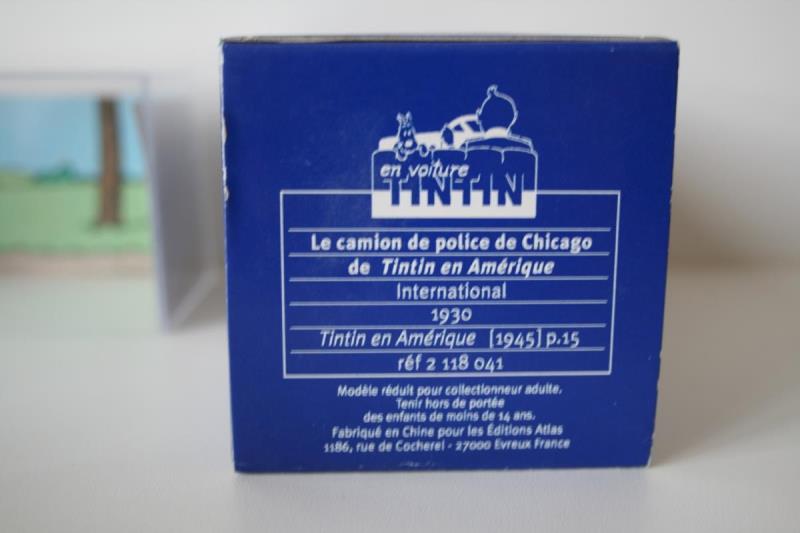 en voiture
TINTIN
Le camion de police de Chicago
de Tintin en Amérique
International
1930
Tintin en Amérique [1945] p.15
réf 2 118 041
Modèle réduit pour collectionneur adulte.
Tenir hors de portée
des enfants de moins de 14 ans.
Fabriqué en Chine pour les Éditions Atlas
1186, rue de Cocherel - 27000 Evreux France